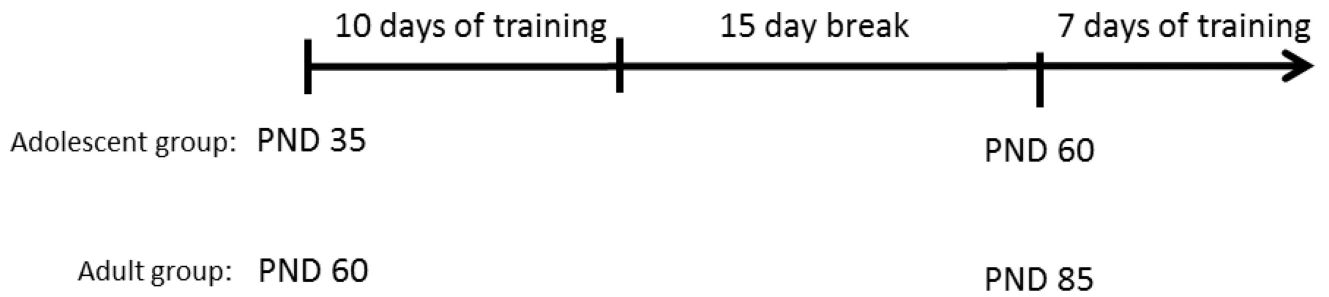 10 days of training 15 day break 7 days of training
Adolescent group: PND 35 PND 60
Adult group: PND 60 PND 85